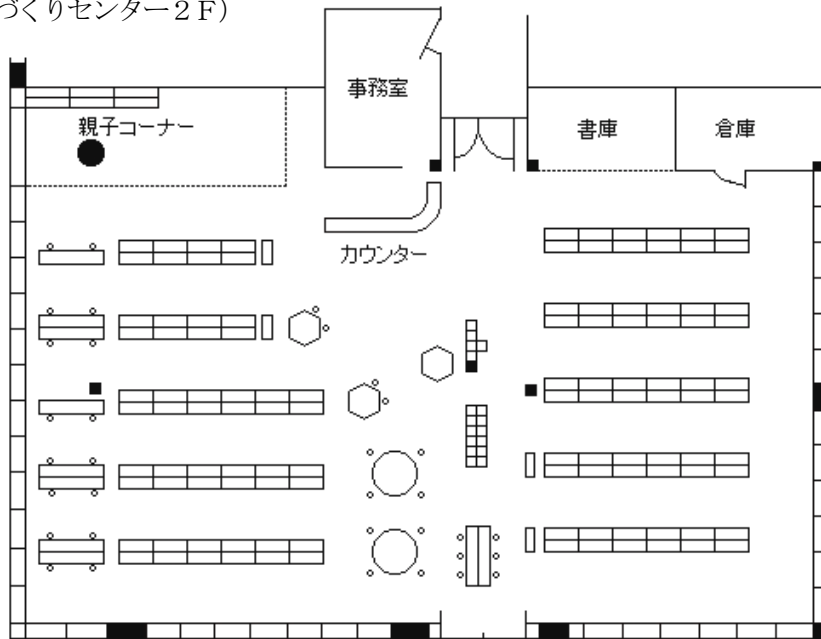 づくりセンター２Ｆ）
事務室
親子コーナー
書庫
倉庫
カウンター